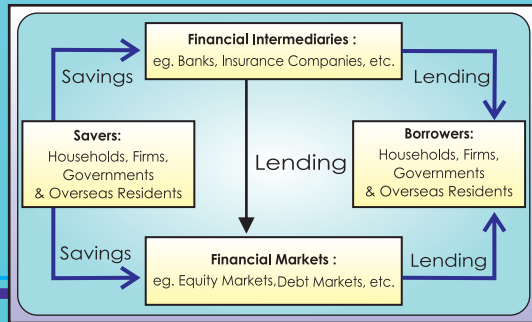 Financial Intermediaries :
eg. Banks, Insurance Companies, etc.
Savings
Lending
Savers:
Households, Firms,
Governments
& Overseas Residents
Lending
Borrowers:
Households, Firms,
Governments
& Overseas Residents
Savings
Financial Markets :
eg. Equity Markets,Debt Markets, etc.
Lending